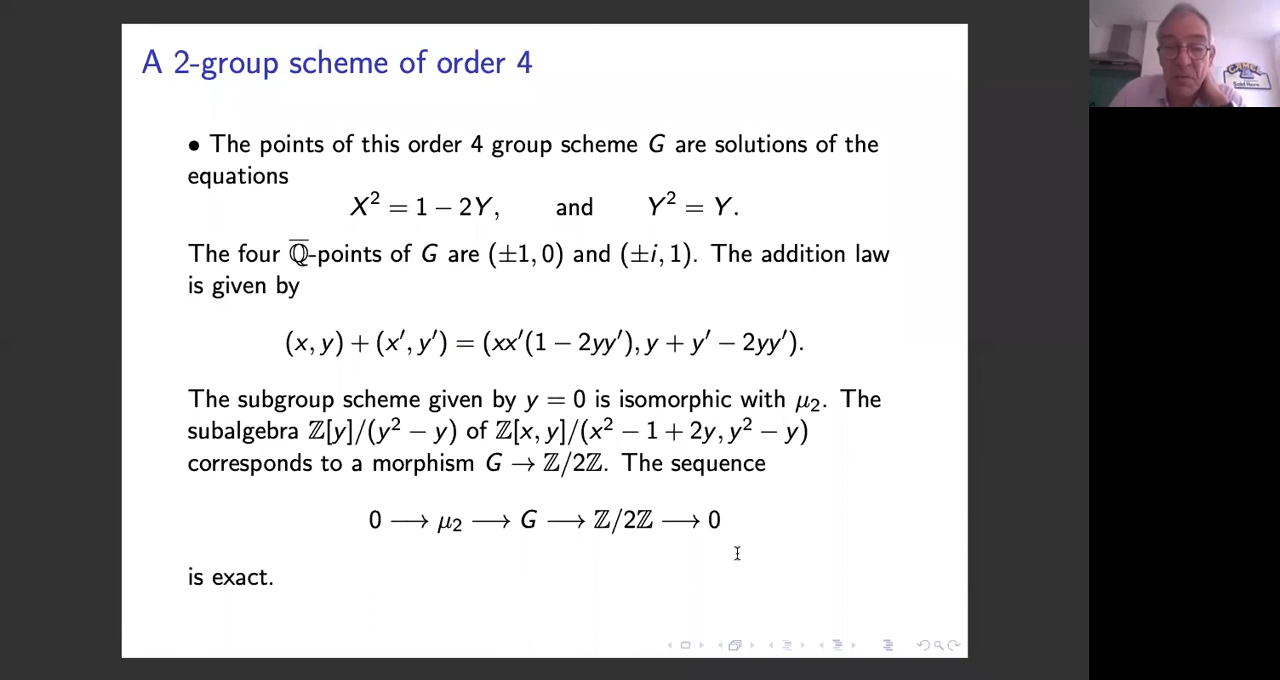 A 2-group scheme of order 4
• The points of this order 4 group scheme G are solutions of the
equations
X² = 1 − 2Y, and Y² = Y.
The four ℚ̅-points of G are (±1, 0) and (±i, 1). The addition law
is given by
(x, y) + (x′, y′) = (xx′(1 − 2yy′), y + y′ − 2yy′).
The subgroup scheme given by y = 0 is isomorphic with μ₂. The
subalgebra ℤ[y]/(y² − y) of ℤ[x, y]/(x² − 1 + 2y, y² − y)
corresponds to a morphism G → ℤ/2ℤ. The sequence
0 ⟶ μ₂ ⟶ G ⟶ ℤ/2ℤ ⟶ 0
is exact.
CAMEL
Sold Here